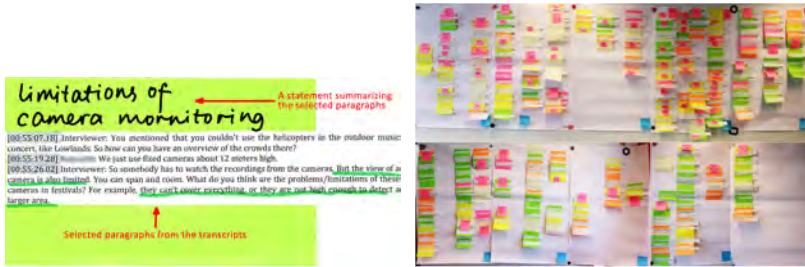 limitations of
camera mornitoring
A statement summarizing
the selected paragraphs
[00:55:07.18] Interviewer: You mentioned that you couldn't use the helicopters in the outdoor music
concert, like Lowlands. So how can you have an overview of the crowds there?
[00:55:19.28] We just use fixed cameras about 12 meters high.
[00:55:26.02] Interviewer: So somebody has to watch the recordings from the cameras. But the view of a
camera is also limited. You can span and room. What do you think are the problems/limitations of these
cameras in festivals? For example, they can't cover everything, or they are not high enough to detect a
larger area.
Selected paragraphs from the transcripts